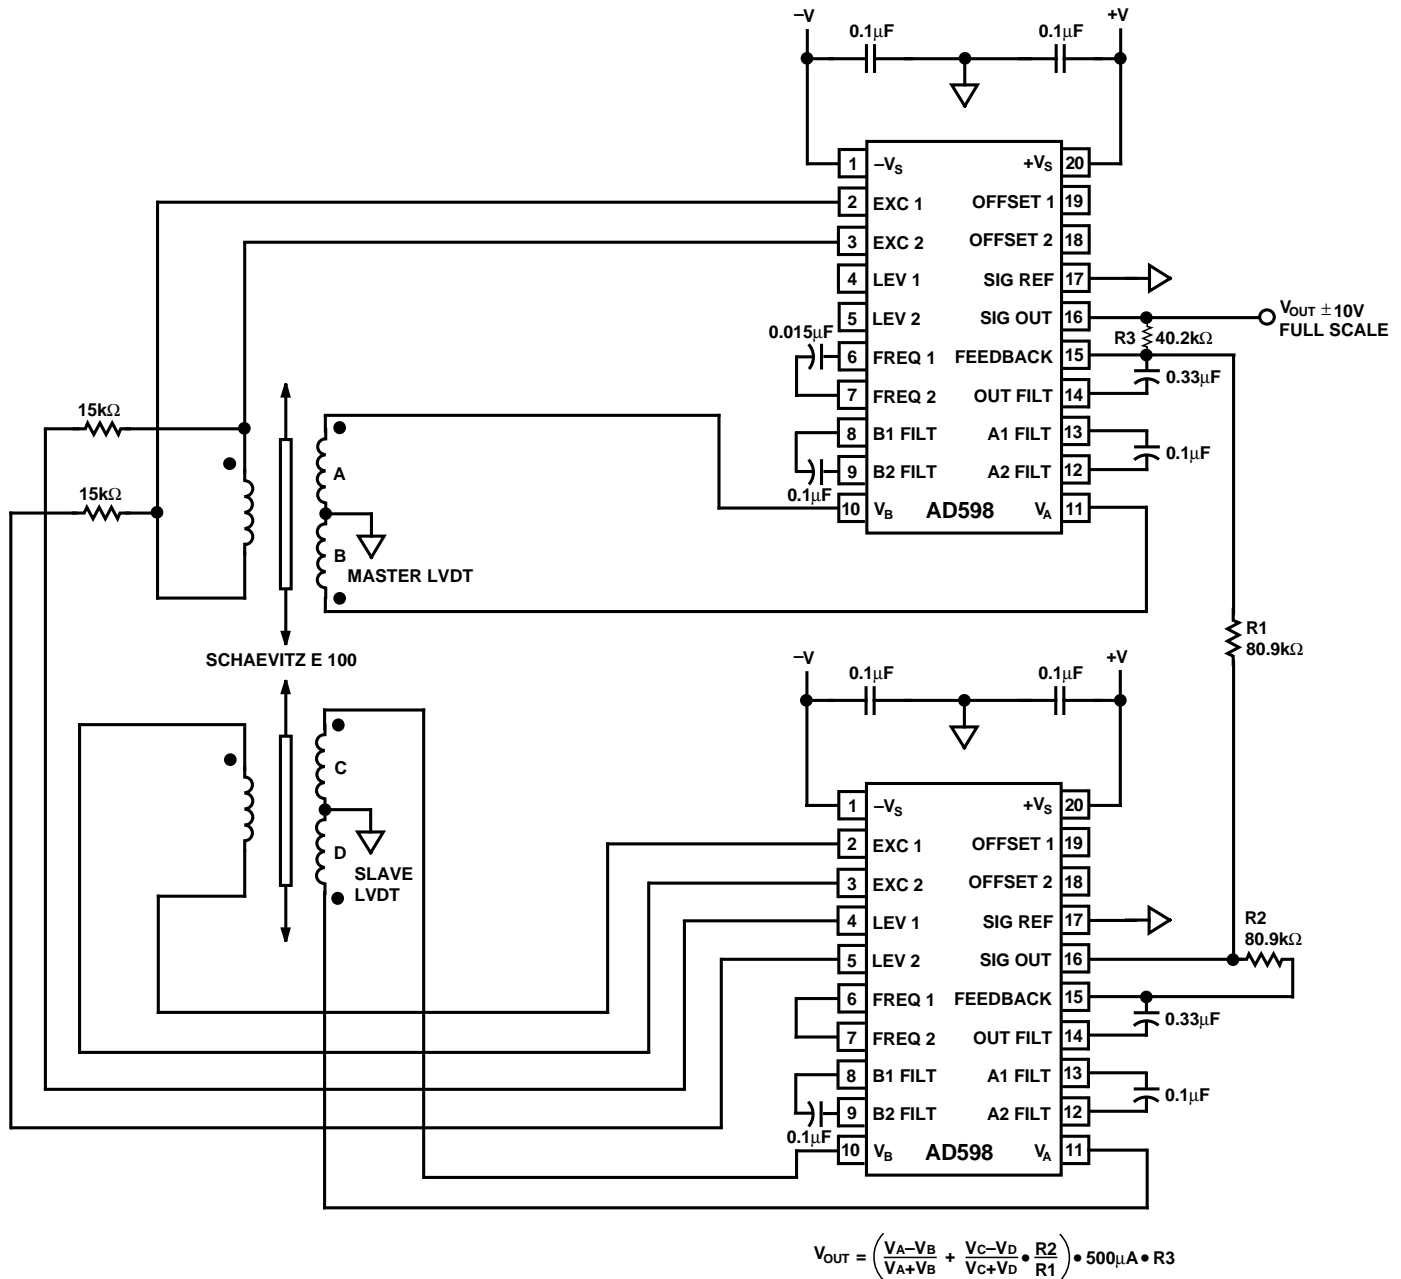 –V
+V
0.1µF
0.1µF
1
–VS
+VS
20
2
EXC 1
OFFSET 1
19
3
EXC 2
OFFSET 2
18
4
LEV 1
SIG REF
17
5
LEV 2
SIG OUT
16
VOUT ±10V
FULL SCALE
0.015µF
R3
40.2kΩ
6
FREQ 1
FEEDBACK
15
0.33µF
7
FREQ 2
OUT FILT
14
15kΩ
8
B1 FILT
A1 FILT
13
0.1µF
A
9
B2 FILT
A2 FILT
12
15kΩ
0.1µF
10
VB
AD598
VA
11
B
MASTER LVDT
R1
80.9kΩ
SCHAEVITZ E 100
–V
+V
0.1µF
0.1µF
C
1
–VS
+VS
20
2
EXC 1
OFFSET 1
19
D
SLAVE
LVDT
3
EXC 2
OFFSET 2
18
4
LEV 1
SIG REF
17
R2
80.9kΩ
5
LEV 2
SIG OUT
16
6
FREQ 1
FEEDBACK
15
0.33µF
7
FREQ 2
OUT FILT
14
8
B1 FILT
A1 FILT
13
0.1µF
9
B2 FILT
A2 FILT
12
0.1µF
10
VB
AD598
VA
11
VOUT = (VA–VB/VA+VB + VC–VD/VC+VD • R2/R1) • 500µA • R3